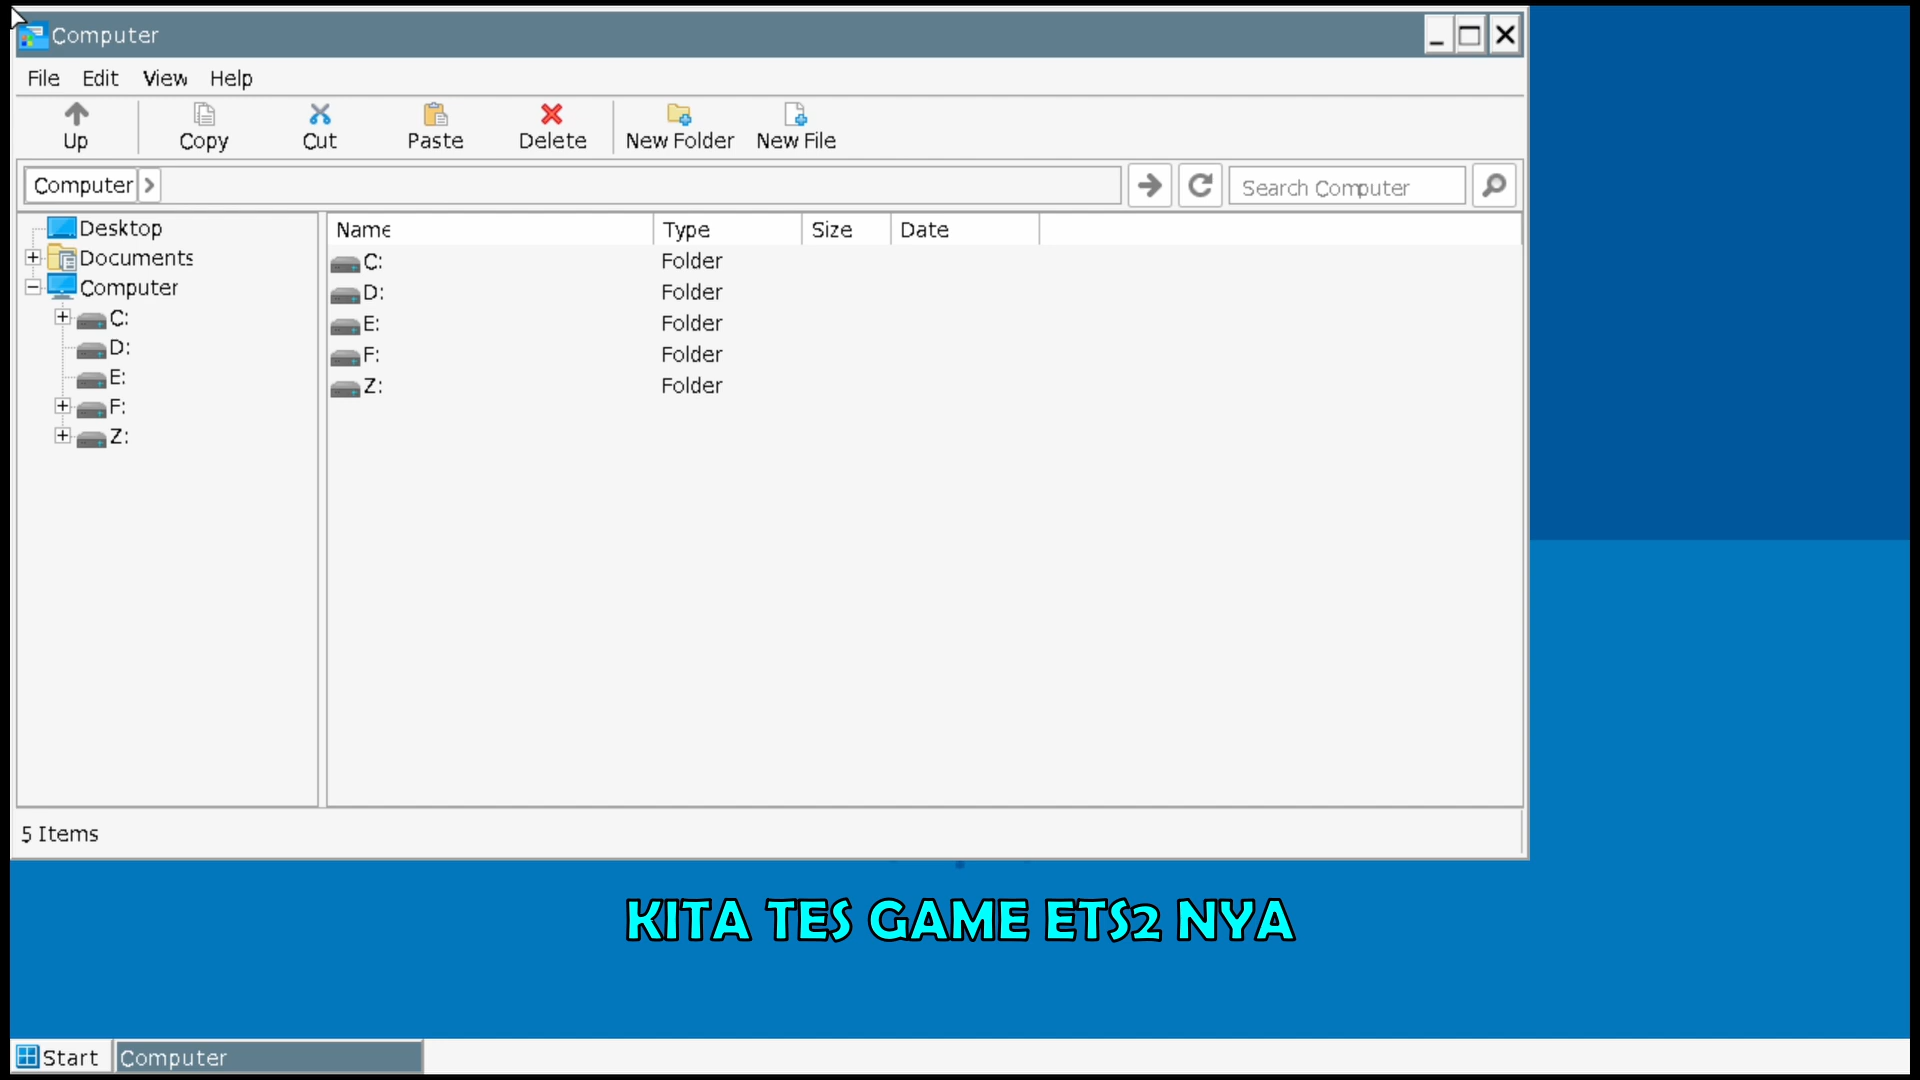 Computer
File Edit View Help
Up Copy Cut Paste Delete New Folder New File
Computer Search Computer
Desktop
Documents
Computer
C:
D:
E:
F:
Z:
Name Type Size Date
C: Folder
D: Folder
E: Folder
F: Folder
Z: Folder
5 Items
KITA TES GAME ETS2 NYA
Start Computer